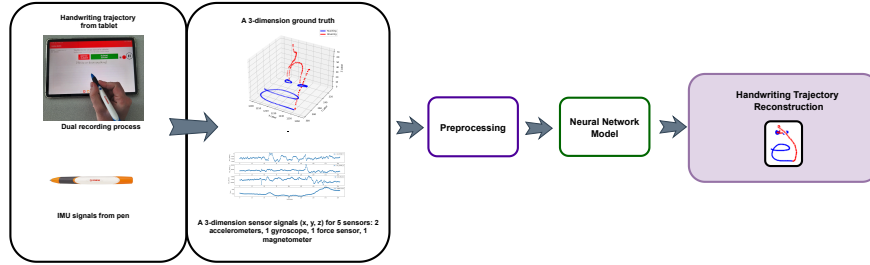 Handwriting trajectory
from tablet
Dual recording process
IMU signals from pen
A 3-dimension ground truth
A 3-dimension sensor signals (x, y, z) for 5 sensors: 2
accelerometers, 1 gyroscope, 1 force sensor, 1
magnetometer
Preprocessing
Neural Network
Model
Handwriting Trajectory
Reconstruction